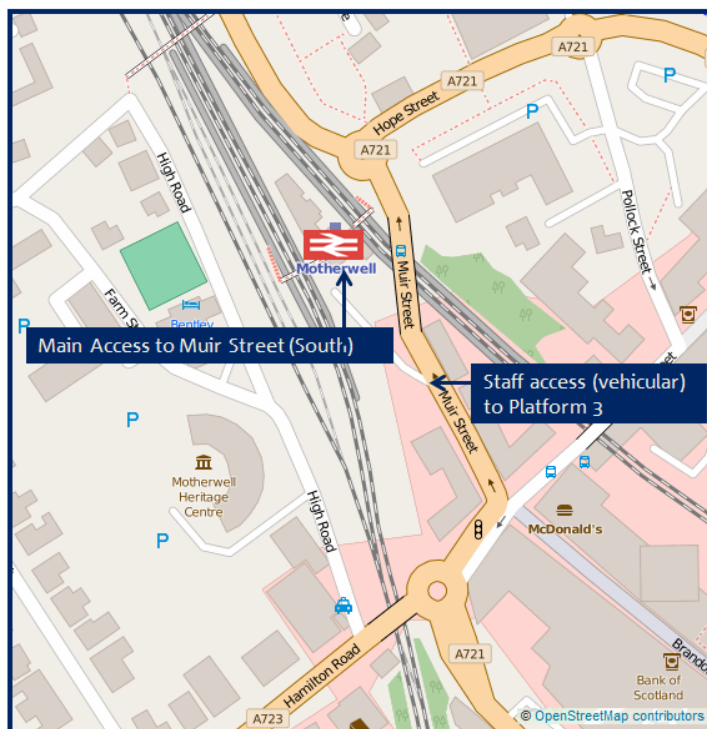 A721
A721
Hope Street
A721
P
P
High Road
Pollock Street
Motherwell
Muir Street
Farm S
Bentley
P
Main Access to Muir Street (South)
Staff access (vehicular)
to Platform 3
Muir Street
P
Motherwell
Heritage
Centre
High Road
McDonald's
P
Hamilton Road
A721
Bank of
Scotland
A723
© OpenStreetMap contributors